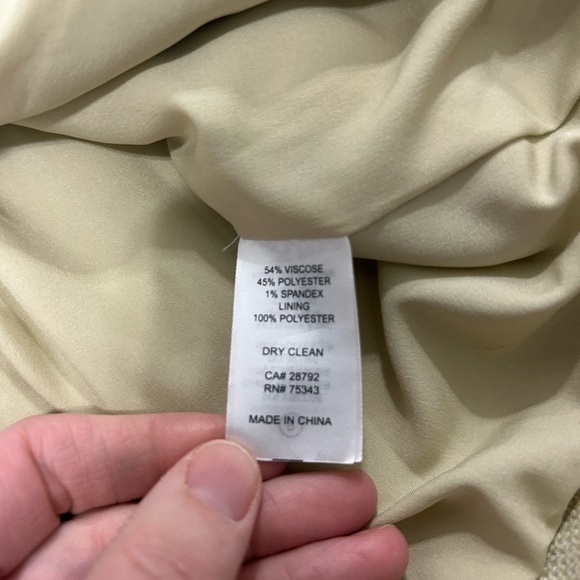 54% VISCOSE
45% POLYESTER
1% SPANDEX
LINING
100% POLYESTER
DRY CLEAN
CA# 28792
RN# 75343
MADE IN CHINA